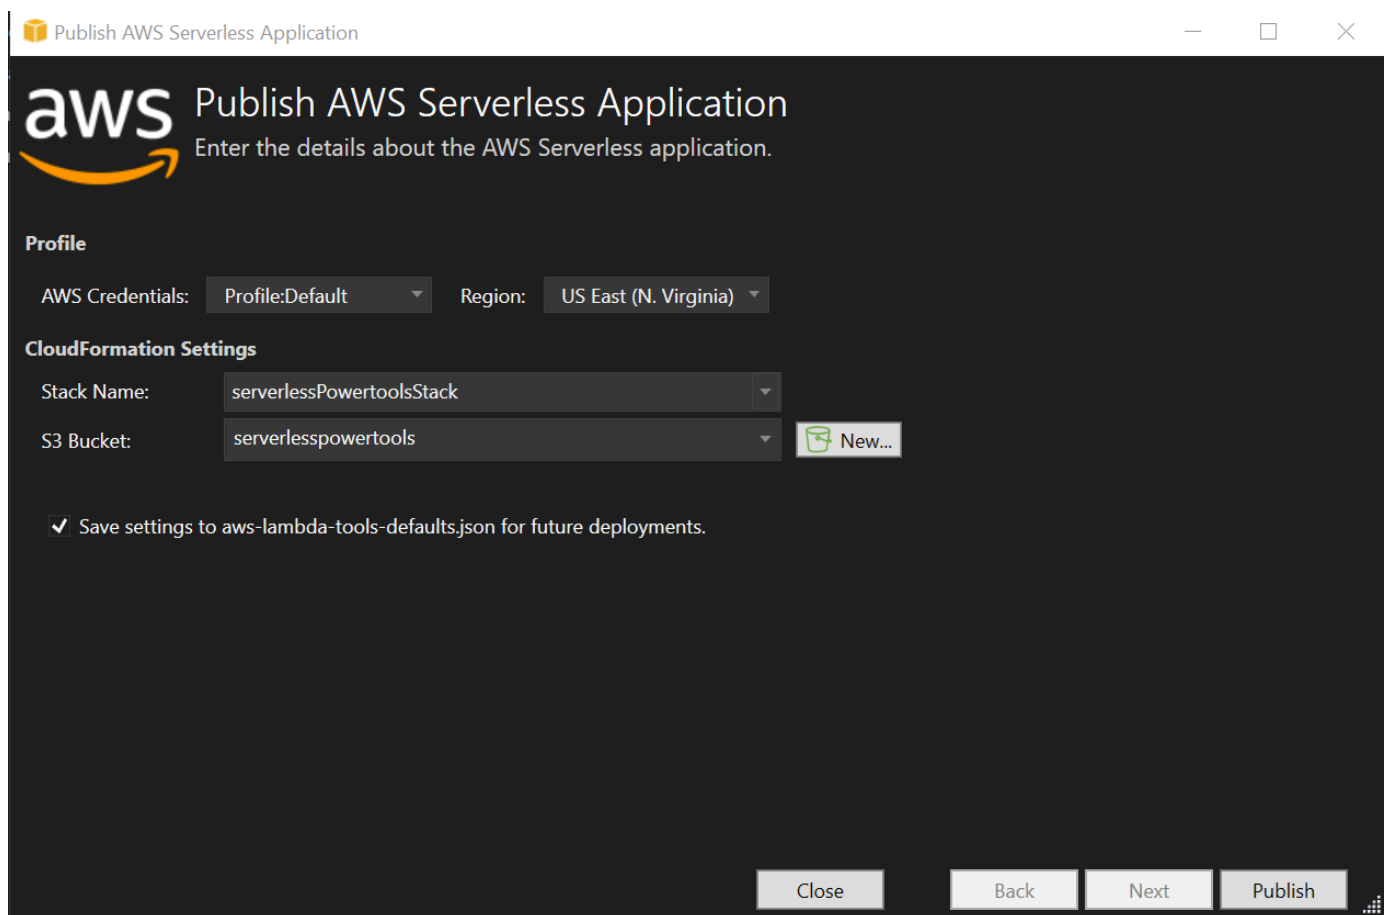 Publish AWS Serverless Application
aws
Publish AWS Serverless Application
Enter the details about the AWS Serverless application.
Profile
AWS Credentials: Profile:Default Region: US East (N. Virginia)
CloudFormation Settings
Stack Name: serverlessPowertoolsStack
S3 Bucket: serverlesspowertools New...
Save settings to aws-lambda-tools-defaults.json for future deployments.
Close Back Next Publish